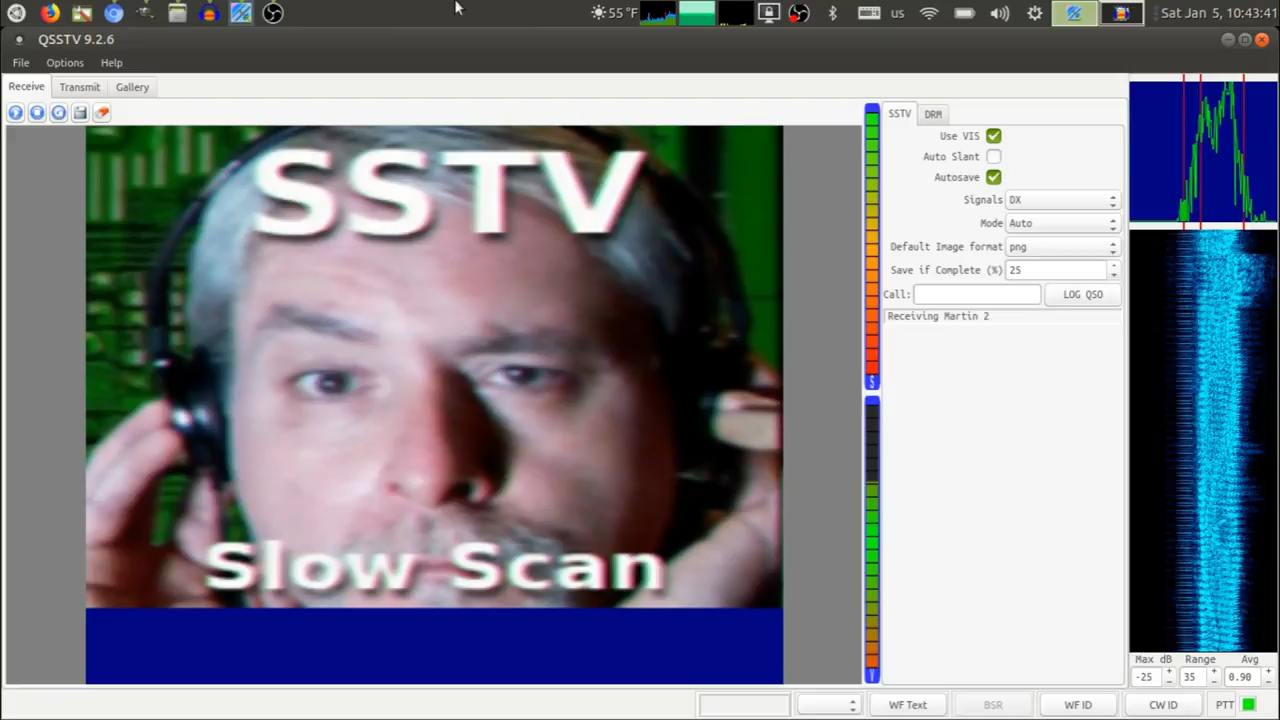 55 °F
us
Sat Jan 5, 10:43:41
QSSTV 9.2.6
File Options Help
Receive Transmit Gallery
SSTV DRM
Use VIS
Auto Slant
Autosave
Signals DX
Mode Auto
Default Image format png
Save if Complete (%) 25
Call: LOG QSO
Receiving Martin 2
SSTV
Slow Scan
S
V
Max dB Range Avg
-25 35 0.90
WF Text BSR WF ID CW ID PTT